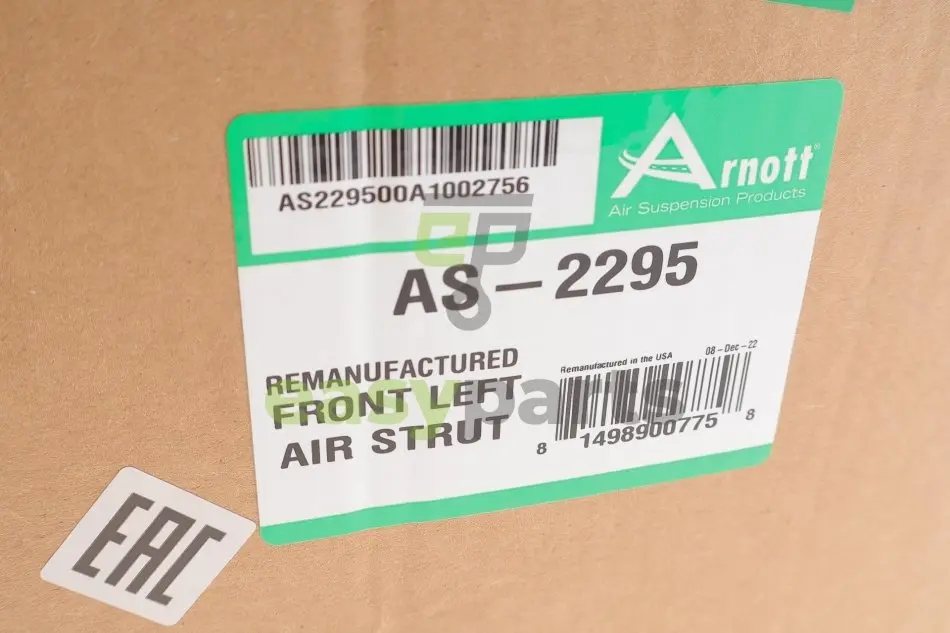 Arnott®
Air Suspension Products
AS229500A1002756
ep
AS-2295
REMANUFACTURED
FRONT LEFT
AIR STRUT
easyparts
Remanufactured in the USA
08-Dec-22
8 1498900775 8
EAC